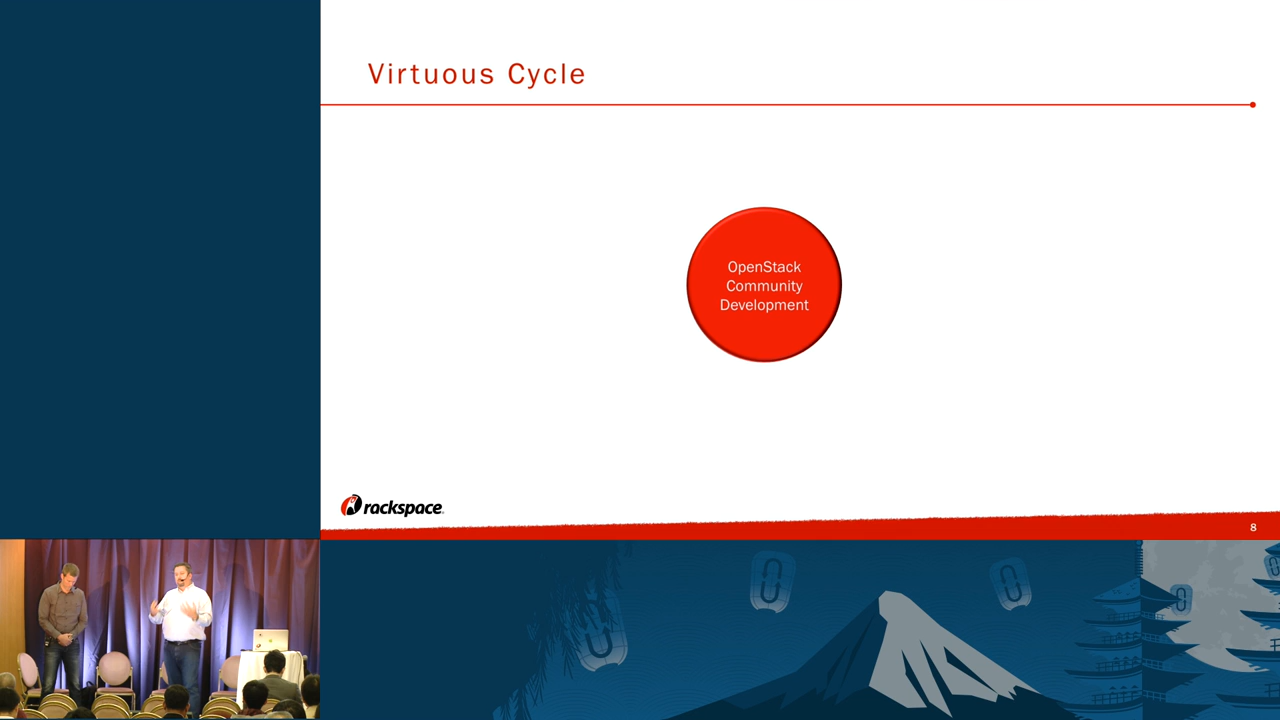 Virtuous Cycle
OpenStack
Community
Development
rackspace
8